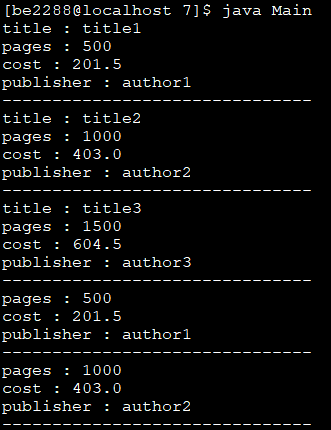 [be2288@localhost 7]$ java Main
title : title1
pages : 500
cost : 201.5
publisher : author1
-------------------------------
title : title2
pages : 1000
cost : 403.0
publisher : author2
-------------------------------
title : title3
pages : 1500
cost : 604.5
publisher : author3
-------------------------------
pages : 500
cost : 201.5
publisher : author1
-------------------------------
pages : 1000
cost : 403.0
publisher : author2
-------------------------------